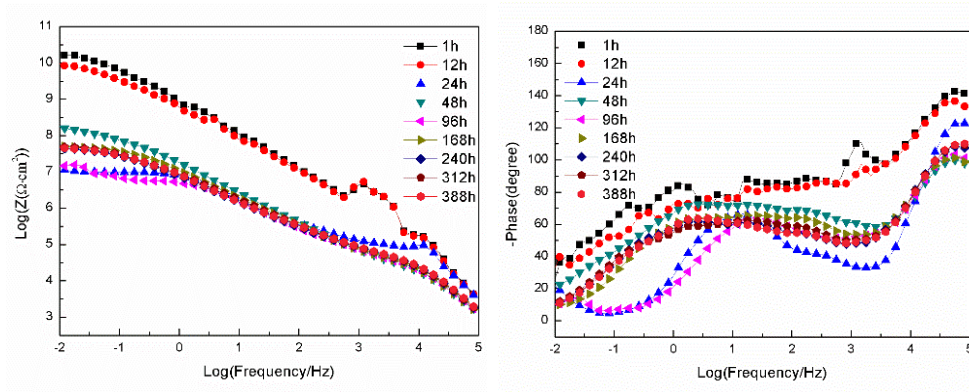 11
10
9
8
7
6
5
4
3
Log(Z(Ω·cm²))
1h
12h
24h
48h
96h
168h
240h
312h
388h
-2 -1 0 1 2 3 4 5
Log(Frequency/Hz)
-180
160
140
120
100
80
60
40
20
0
-Phase(degree)
1h
12h
24h
48h
96h
168h
240h
312h
388h
-2 -1 0 1 2 3 4 5
Log(Frequency/Hz)